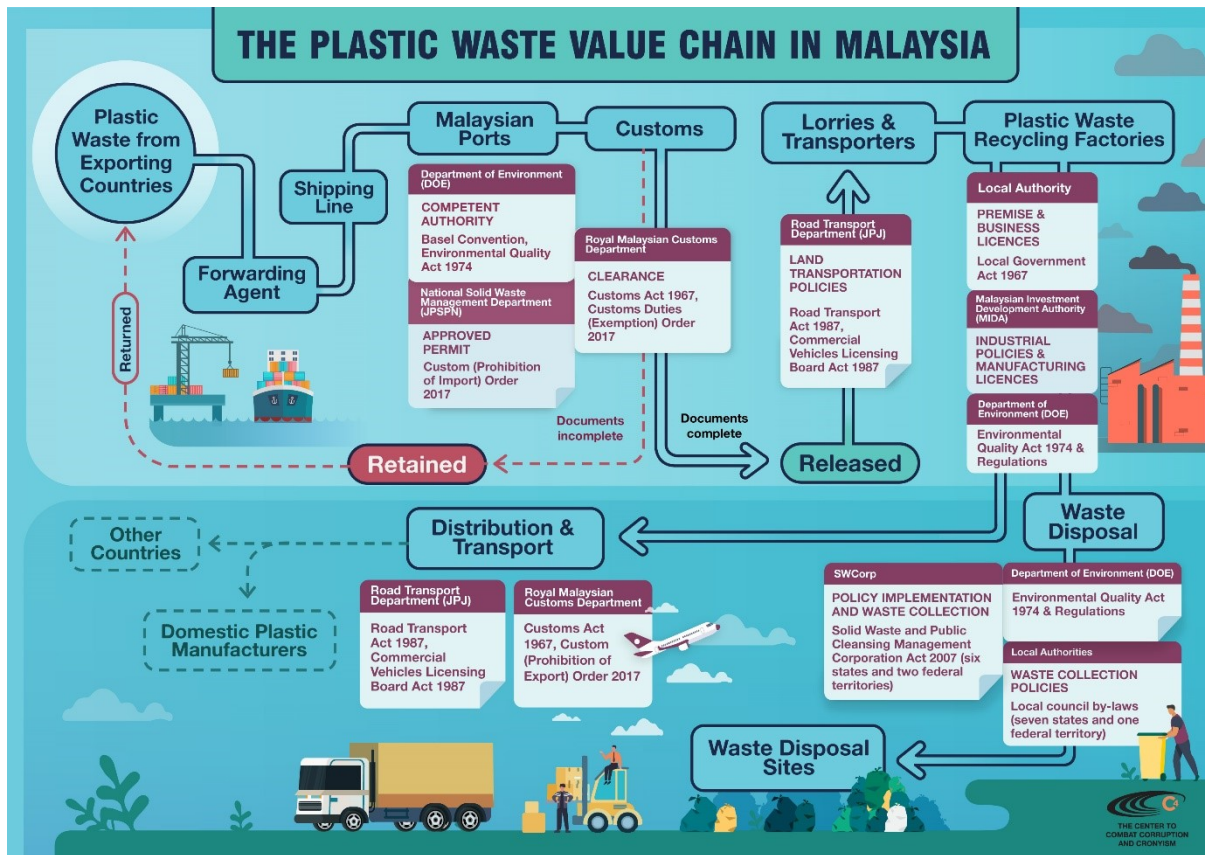 THE PLASTIC WASTE VALUE CHAIN IN MALAYSIA
Plastic
Waste from
Exporting
Countries
Forwarding
Agent
Shipping
Line
Malaysian
Ports
Department of Environment
(DOE)
COMPETENT
AUTHORITY
Basel Convention,
Environmental Quality
Act 1974
National Solid Waste
Management Department
(JPSPN)
APPROVED
PERMIT
Custom (Prohibition
of Import) Order
2017
Customs
Royal Malaysian Customs
Department
CLEARANCE
Customs Act 1967,
Customs Duties
(Exemption) Order
2017
Documents
incomplete
Retained
Returned
Documents
complete
Released
Road Transport
Department (JPJ)
LAND
TRANSPORTATION
POLICIES
Road Transport
Act 1987,
Commercial
Vehicles Licensing
Board Act 1987
Lorries &
Transporters
Plastic Waste
Recycling Factories
Local Authority
PREMISE &
BUSINESS
LICENCES
Local Government
Act 1967
Malaysian Investment
Development Authority
(MIDA)
INDUSTRIAL
POLICIES &
MANUFACTURING
LICENCES
Department of
Environment (DOE)
Environmental
Quality Act 1974 &
Regulations
Distribution &
Transport
Other
Countries
Domestic Plastic
Manufacturers
Road Transport
Department (JPJ)
Road Transport
Act 1987,
Commercial
Vehicles Licensing
Board Act 1987
Royal Malaysian
Customs Department
Customs Act
1967, Custom
(Prohibition of
Export) Order 2017
Waste
Disposal
SWCorp
POLICY IMPLEMENTATION
AND WASTE COLLECTION
Solid Waste and Public
Cleansing Management
Corporation Act 2007 (six
states and two federal
territories)
Department of Environment (DOE)
Environmental Quality Act
1974 & Regulations
Local Authorities
WASTE COLLECTION
POLICIES
Local council by-laws
(seven states and one
federal territory)
Waste Disposal
Sites
C4
THE CENTER TO
COMBAT CORRUPTION
AND CRONYISM